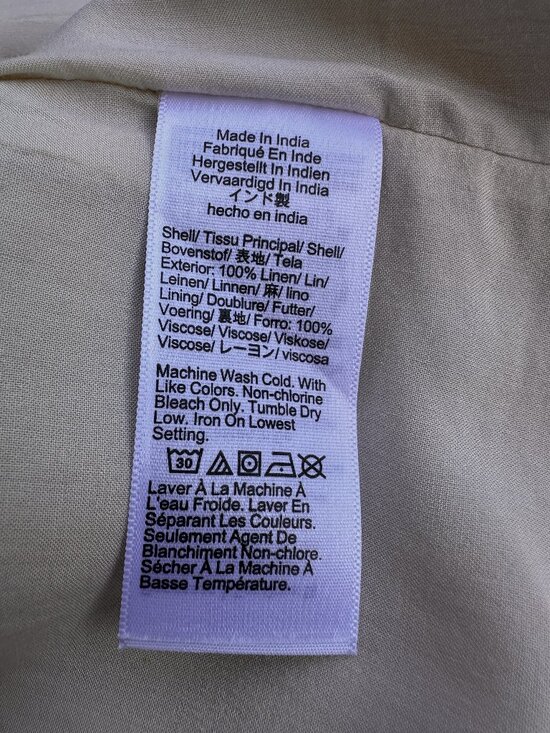 Made In India
Fabriqué En Inde
Hergestellt In Indien
Vervaardigd In India
インド製
hecho en india
Shell/ Tissu Principal/ Shell/
Bovenstof/ 表地/ Tela
Exterior: 100% Linen/ Lin/
Leinen/ Linnen/ 麻/ lino
Lining/ Doublure/ Futter/
Voering/ 裏地/ Forro: 100%
Viscose/ Viscose/ Viskose/
Viscose/ レーヨン/ viscosa
Machine Wash Cold. With
Like Colors. Non-chlorine
Bleach Only. Tumble Dry
Low. Iron On Lowest
Setting.
30
Laver À La Machine À
L'eau Froide. Laver En
Séparant Les Couleurs.
Seulement Agent De
Blanchiment Non-chlore.
Sécher À La Machine À
Basse Température.